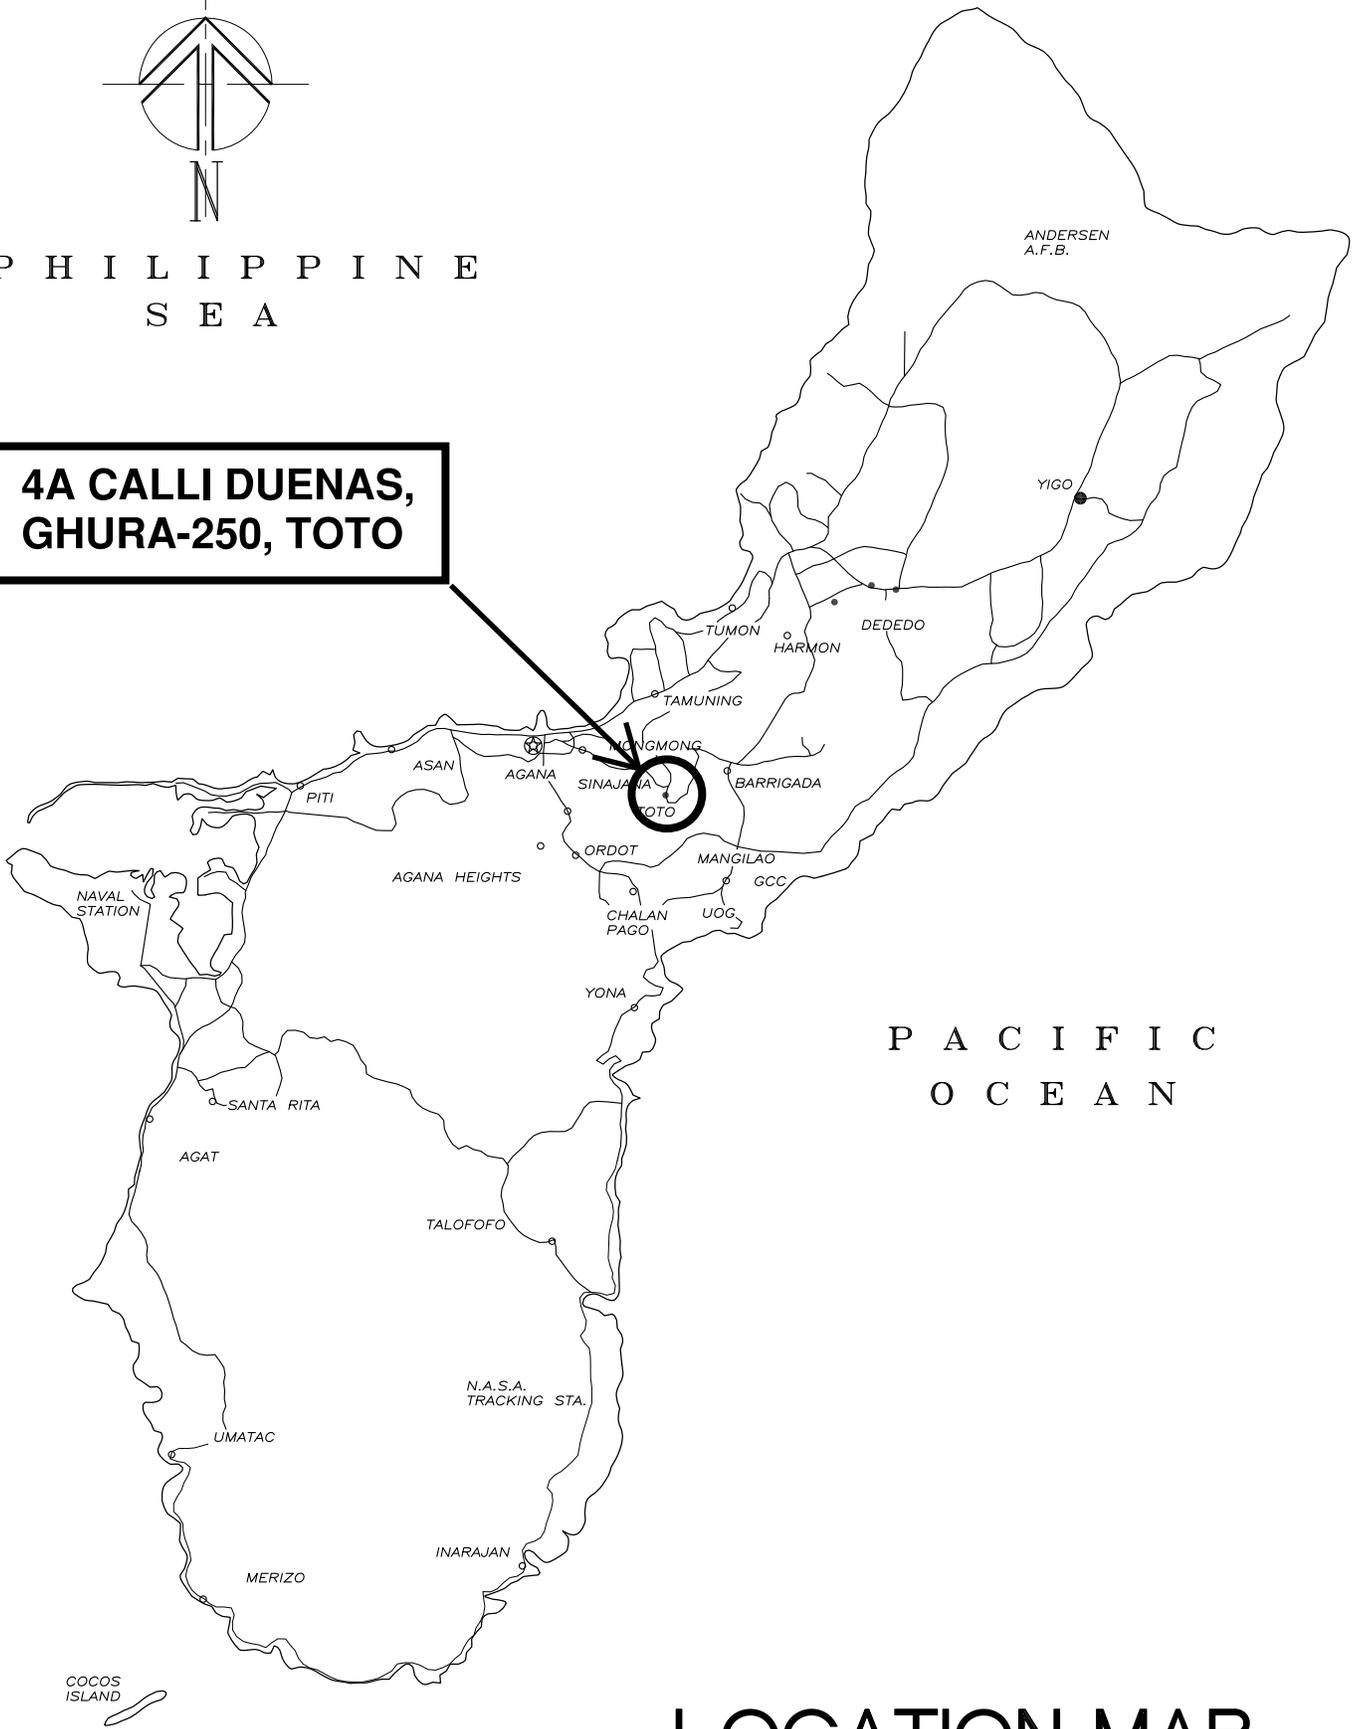 N
PHILIPPINE
SEA
ANDERSEN
A.F.B.
4A CALLI DUENAS,
GHURA-250, TOTO
YIGO
TUMON
DEDEDO
HARMON
TAMUNING
MONGMONG
ASAN
AGANA
SINAJANA
BARRIGADA
PITI
TOTO
ORDOT
MANGILAO
AGANA HEIGHTS
GCC
NAVAL
STATION
CHALAN
PAGO
UOG
YONA
PACIFIC
OCEAN
SANTA RITA
AGAT
TALOFOFO
N.A.S.A.
TRACKING STA.
UMATAC
INARAJAN
MERIZO
COCOS
ISLAND
LOCATION MAP